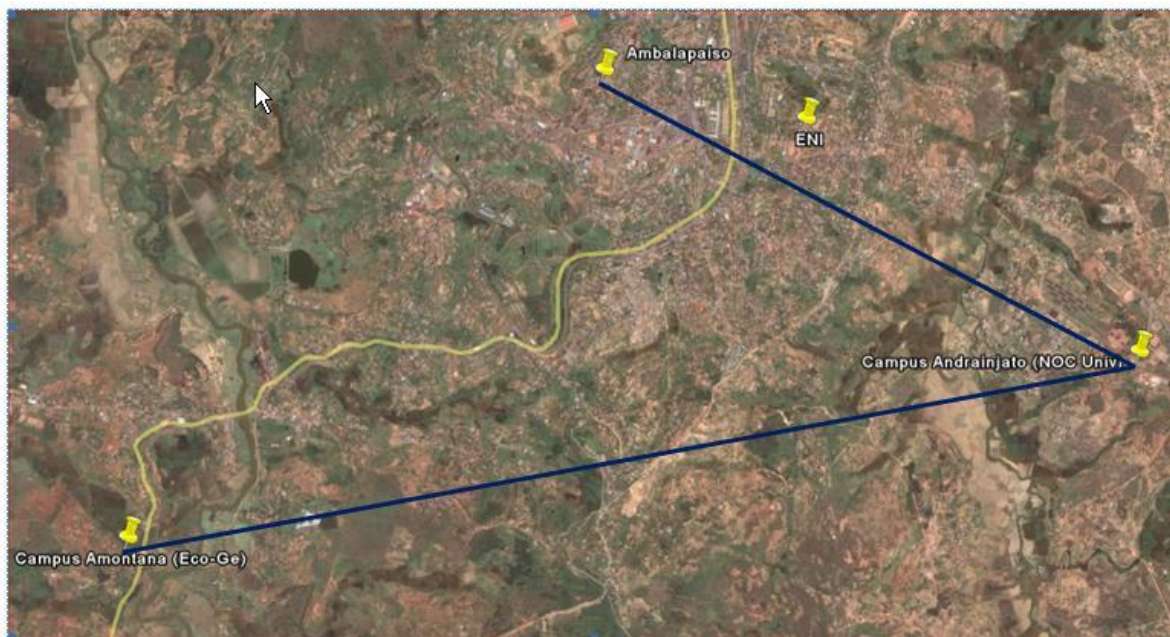 Ambalapaiso
ENI
Campus Andrainjato (NOC Univ)
Campus Amontana (Eco-Ge)